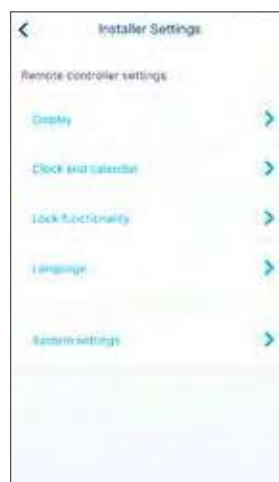 Installer Settings
Remote controller settings
Display
Clock and calendar
Lock functionality
Language
System settings